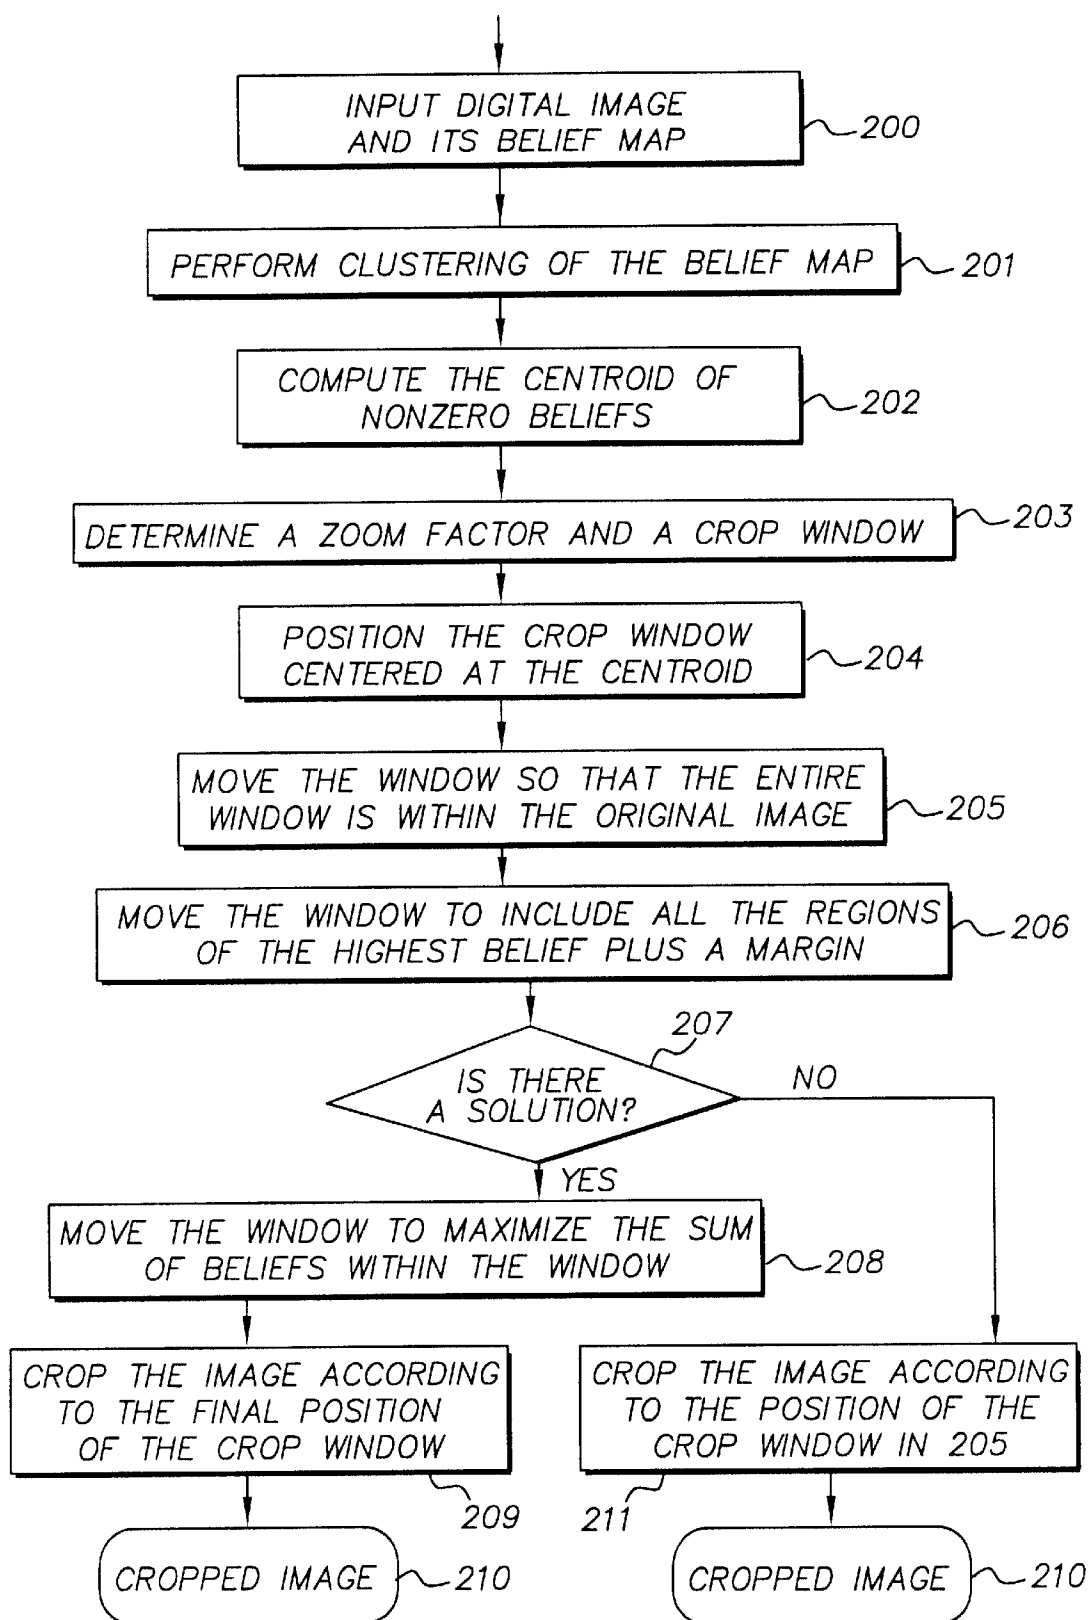 INPUT DIGITAL IMAGE
AND ITS BELIEF MAP
200
PERFORM CLUSTERING OF THE BELIEF MAP
201
COMPUTE THE CENTROID OF
NONZERO BELIEFS
202
DETERMINE A ZOOM FACTOR AND A CROP WINDOW
203
POSITION THE CROP WINDOW
CENTERED AT THE CENTROID
204
MOVE THE WINDOW SO THAT THE ENTIRE
WINDOW IS WITHIN THE ORIGINAL IMAGE
205
MOVE THE WINDOW TO INCLUDE ALL THE REGIONS
OF THE HIGHEST BELIEF PLUS A MARGIN
206
207
IS THERE
A SOLUTION?
NO
YES
MOVE THE WINDOW TO MAXIMIZE THE SUM
OF BELIEFS WITHIN THE WINDOW
208
CROP THE IMAGE ACCORDING
TO THE FINAL POSITION
OF THE CROP WINDOW
209
CROP THE IMAGE ACCORDING
TO THE POSITION OF THE
CROP WINDOW IN 205
211
CROPPED IMAGE
210
CROPPED IMAGE
210